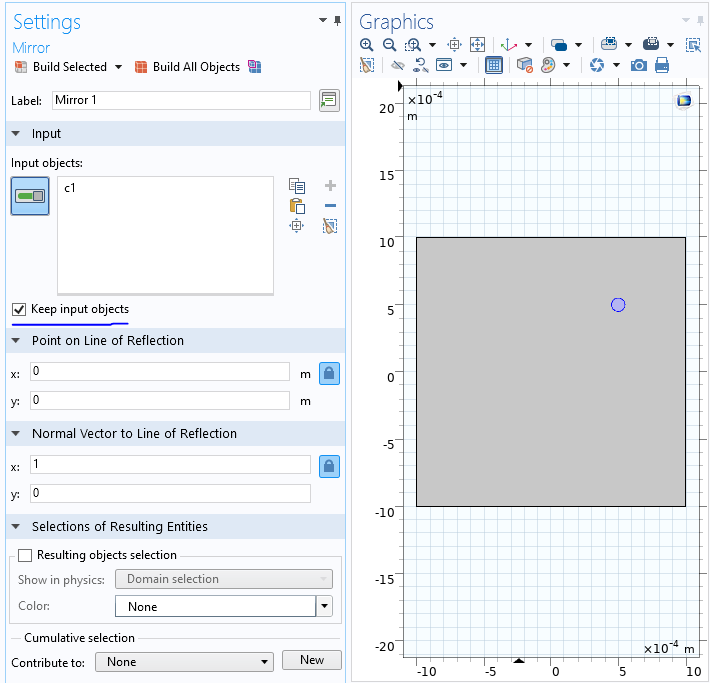 Settings
Mirror
Build Selected Build All Objects
Label: Mirror 1
Input
Input objects:
c1
Keep input objects
Point on Line of Reflection
x: 0 m
y: 0 m
Normal Vector to Line of Reflection
x: 1
y: 0
Selections of Resulting Entities
Resulting objects selection
Show in physics: Domain selection
Color: None
Cumulative selection
Contribute to: None New
Graphics
×10⁻⁴
m
20
15
10
5
0
-5
-10
-15
-20
×10⁻⁴ m
-10 -5 0 5 10